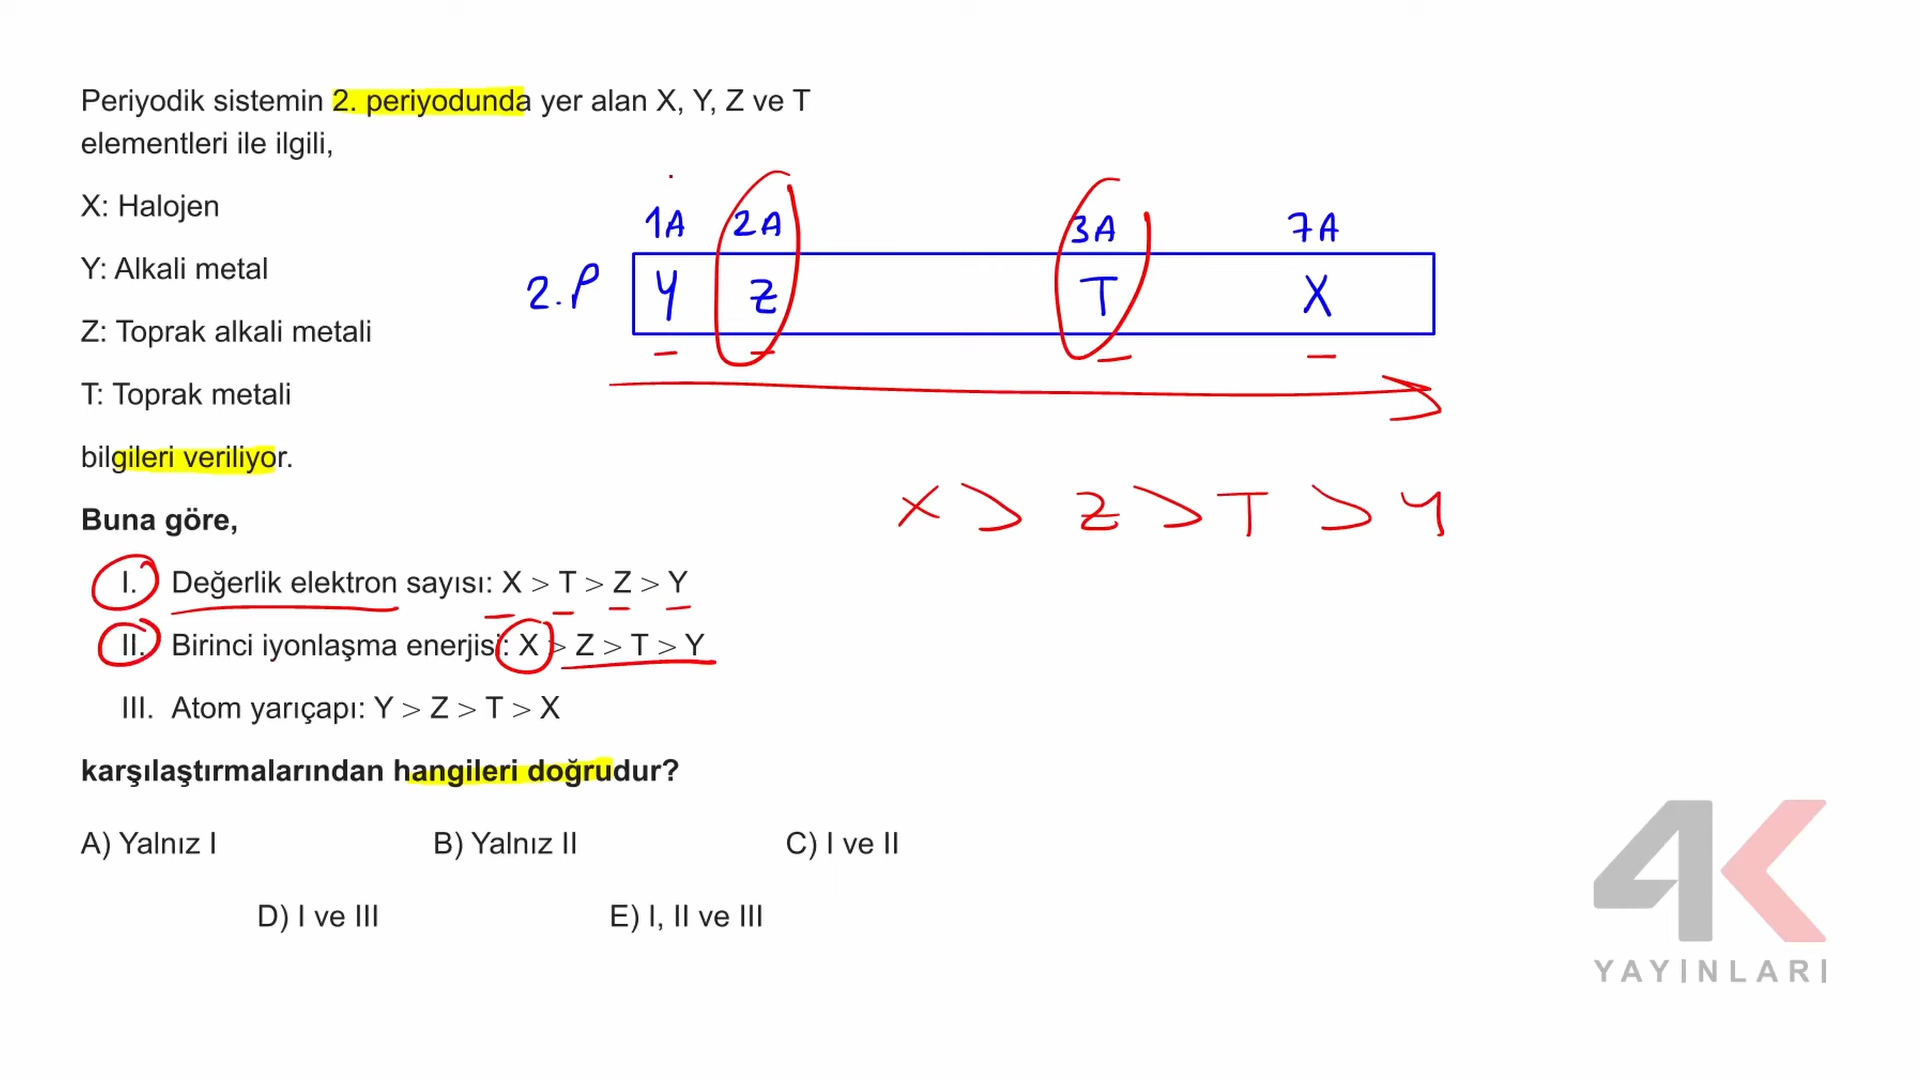 Periyodik sistemin 2. periyodunda yer alan X, Y, Z ve T
elementleri ile ilgili,
X: Halojen
Y: Alkali metal
Z: Toprak alkali metali
T: Toprak metali
bilgileri veriliyor.
1A 2A 3A 7A
2.P Y Z T X
X > Z > T > Y
Buna göre,
I. Değerlik elektron sayısı: X > T > Z > Y
II. Birinci iyonlaşma enerjisi: X > Z > T > Y
III. Atom yarıçapı: Y > Z > T > X
karşılaştırmalarından hangileri doğrudur?
A) Yalnız I B) Yalnız II C) I ve II
D) I ve III E) I, II ve III
4K
YAYINLARI